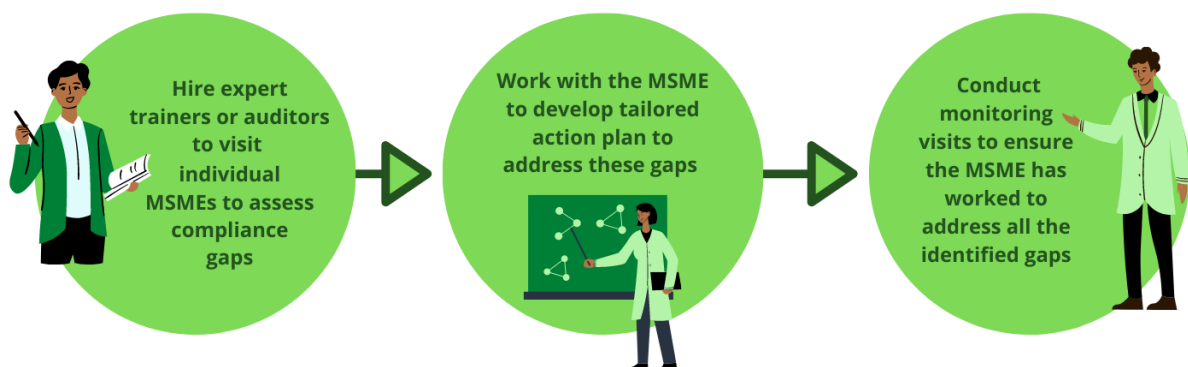 Hire expert
trainers or auditors
to visit
individual
MSMEs to assess
compliance
gaps
Work with the MSME
to develop tailored
action plan to
address these gaps
Conduct
monitoring
visits to ensure
the MSME has
worked to
address all the
identified gaps